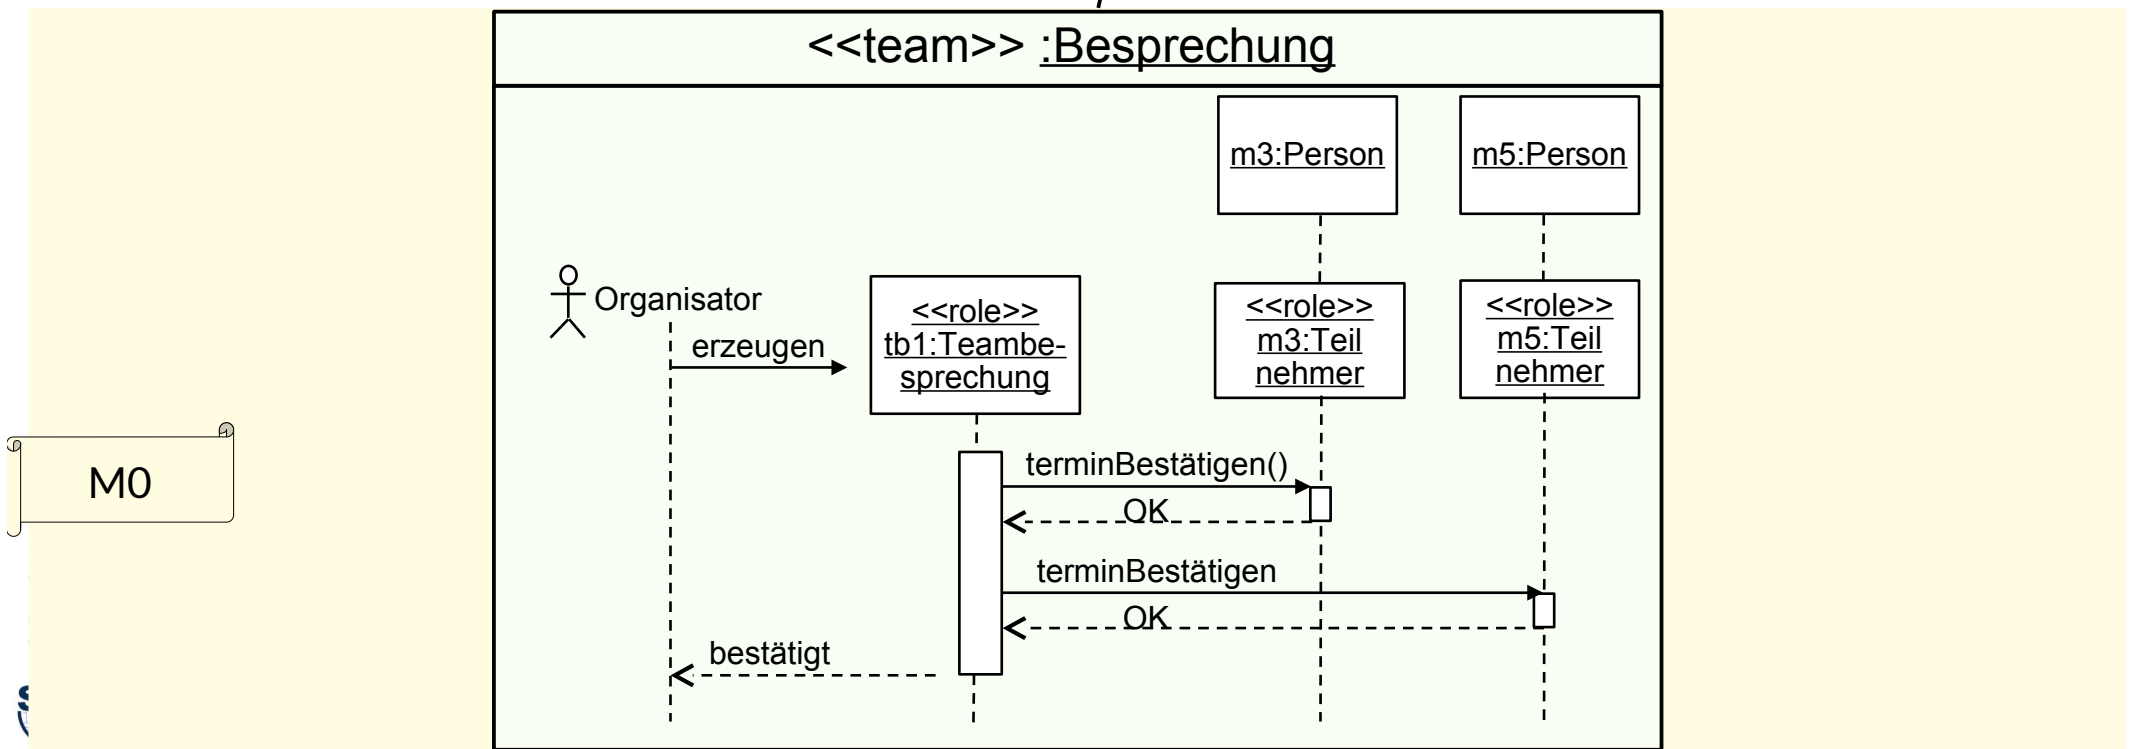 <<team>> :Besprechung
m3:Person
m5:Person
Organisator
<<role>>
tb1:Teambe-
sprechung
<<role>>
m3:Teil
nehmer
<<role>>
m5:Teil
nehmer
erzeugen
M0
terminBestätigen()
OK
terminBestätigen
OK
bestätigt